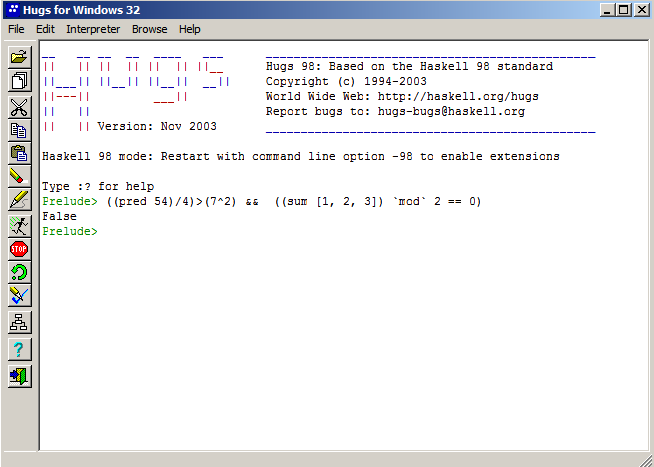 Hugs for Windows 32
File Edit Interpreter Browse Help
__   __ __  __  ____   ___      _________________________________________
||   || ||  || ||  || ||__      Hugs 98: Based on the Haskell 98 standard
||___|| ||__|| ||__||  __||     Copyright (c) 1994-2003
||---||         ___||           World Wide Web: http://haskell.org/hugs
||   ||                         Report bugs to: hugs-bugs@haskell.org
||   || Version: Nov 2003       _________________________________________
Haskell 98 mode: Restart with command line option -98 to enable extensions
Type :? for help
Prelude> ((pred 54)/4)>(7^2) &&  ((sum [1, 2, 3]) `mod` 2 == 0)
False
Prelude>
STOP